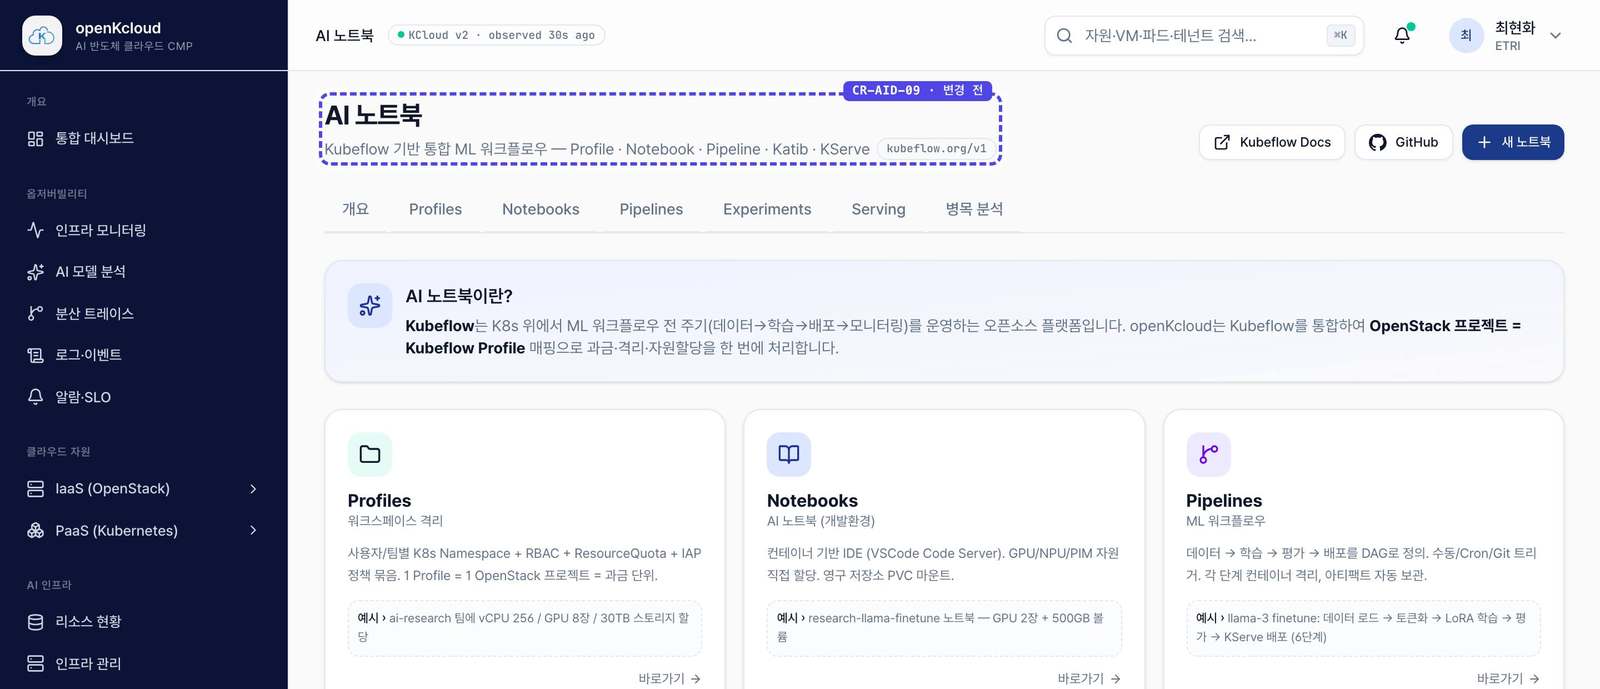 openKcloud
AI 반도체 클라우드 CMP
개요
통합 대시보드
옵저버빌리티
인프라 모니터링
AI 모델 분석
분산 트레이스
로그·이벤트
알람·SLO
클라우드 자원
IaaS (OpenStack)
PaaS (Kubernetes)
AI 인프라
리소스 현황
인프라 관리
AI 노트북
KCloud v2 · observed 30s ago
자원·VM·파드·테넌트 검색...
⌘K
최
최현화
ETRI
CR-AID-09 · 변경 전
AI 노트북
Kubeflow 기반 통합 ML 워크플로우 — Profile · Notebook · Pipeline · Katib · KServe
kubeflow.org/v1
Kubeflow Docs
GitHub
새 노트북
개요
Profiles
Notebooks
Pipelines
Experiments
Serving
병목 분석
AI 노트북이란?
Kubeflow는 K8s 위에서 ML 워크플로우 전 주기(데이터→학습→배포→모니터링)를 운영하는 오픈소스 플랫폼입니다. openKcloud는 Kubeflow를 통합하여 OpenStack 프로젝트 =
Kubeflow Profile 매핑으로 과금·격리·자원할당을 한 번에 처리합니다.
Profiles
워크스페이스 격리
사용자/팀별 K8s Namespace + RBAC + ResourceQuota + IAP
정책 묶음. 1 Profile = 1 OpenStack 프로젝트 = 과금 단위.
예시 › ai-research 팀에 vCPU 256 / GPU 8장 / 30TB 스토리지 할
당
바로가기 →
Notebooks
AI 노트북 (개발환경)
컨테이너 기반 IDE (VSCode Code Server). GPU/NPU/PIM 자원
직접 할당. 영구 저장소 PVC 마운트.
예시 › research-llama-finetune 노트북 — GPU 2장 + 500GB 볼
륨
바로가기 →
Pipelines
ML 워크플로우
데이터 → 학습 → 평가 → 배포를 DAG로 정의. 수동/Cron/Git 트리
거. 각 단계 컨테이너 격리, 아티팩트 자동 보관.
예시 › llama-3 finetune: 데이터 로드 → 토큰화 → LoRA 학습 → 평
가 → KServe 배포 (6단계)
바로가기 →